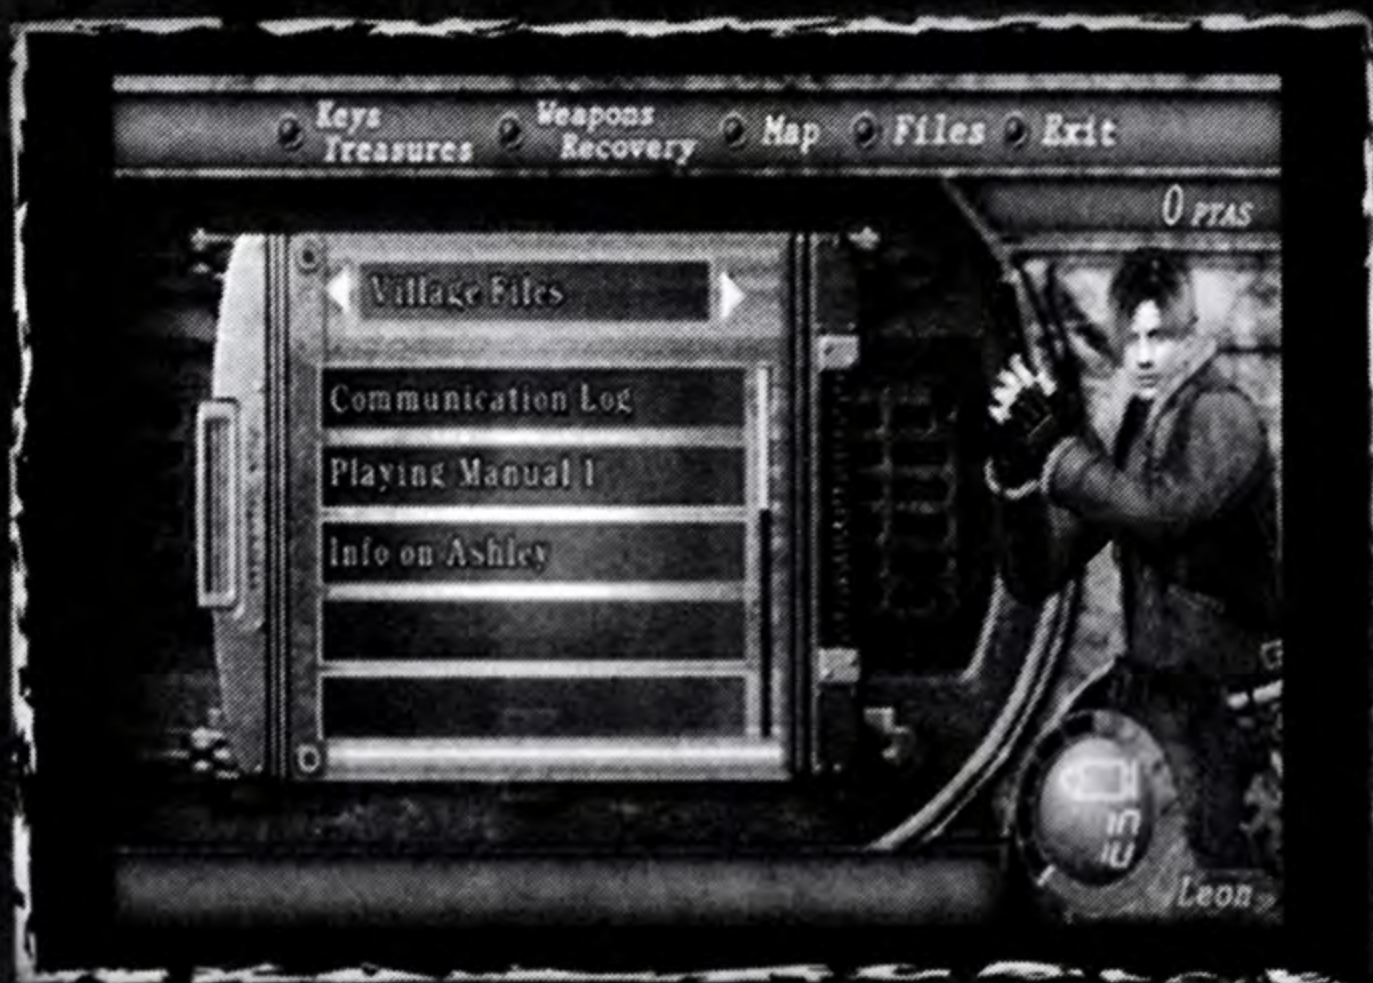 Keys
Treasures
Weapons
Recovery
Map
Files
Exit
0 PTAS
Village Files
Communication Log
Playing Manual 1
Info on Ashley
10
Leon